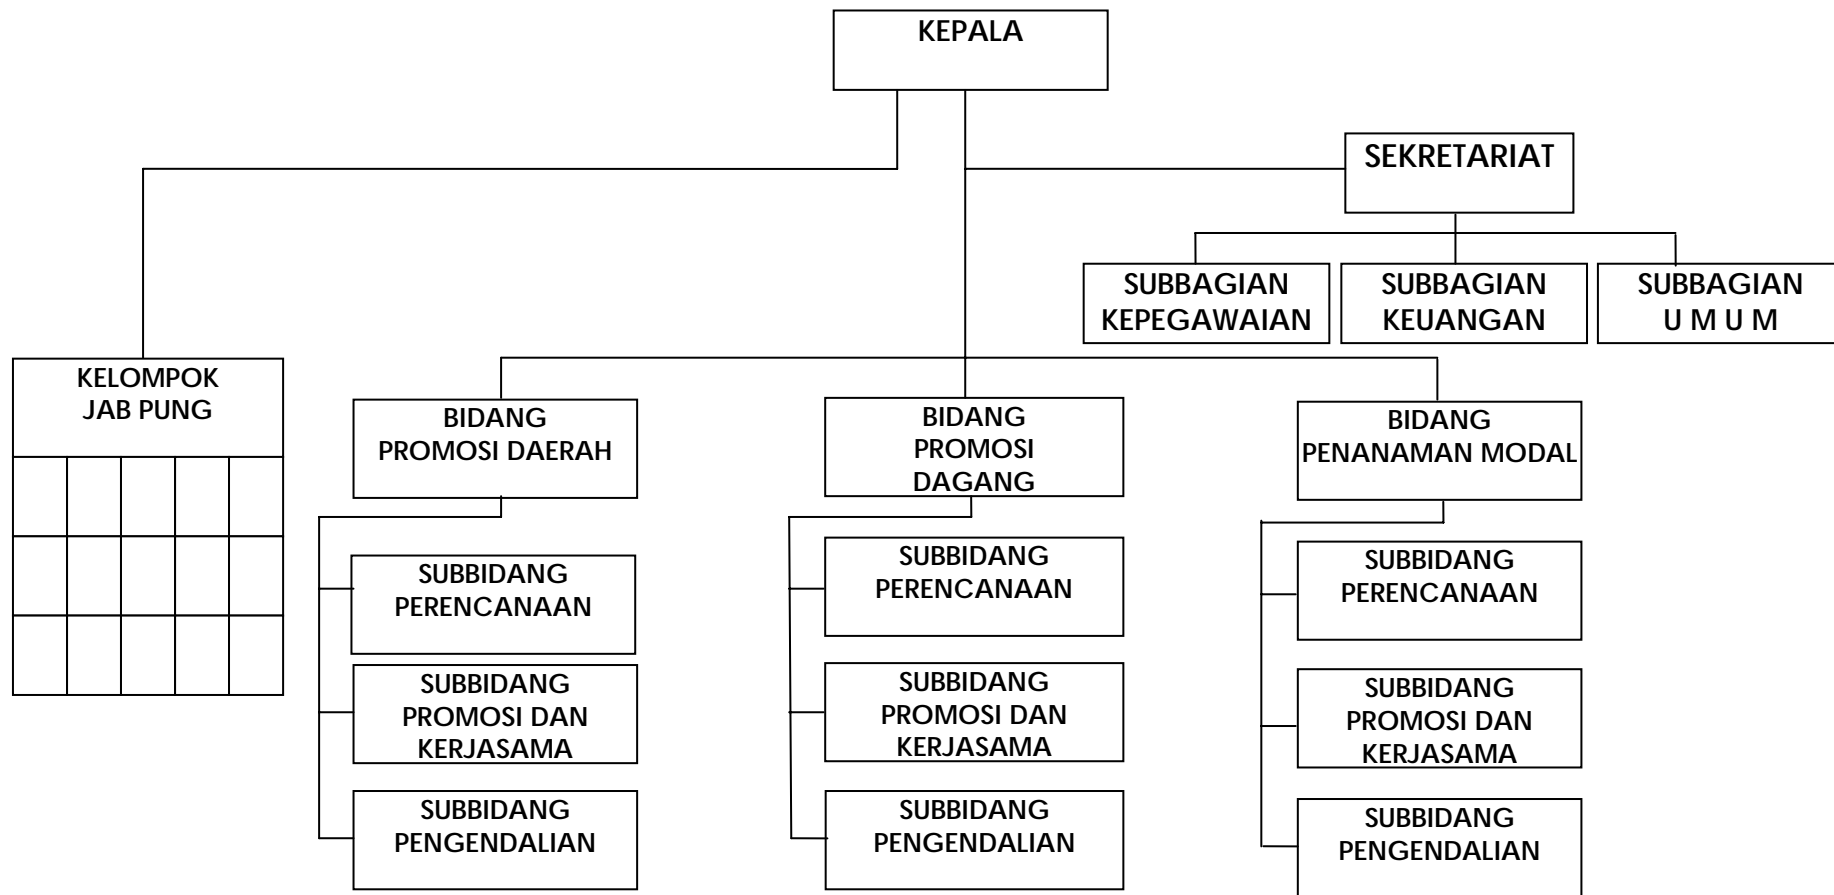 KEPALA
SEKRETARIAT
SUBBAGIAN
KEPEGAWAIAN
SUBBAGIAN
KEUANGAN
SUBBAGIAN
U M U M
KELOMPOK
JAB PUNG
BIDANG
PROMOSI DAERAH
BIDANG
PROMOSI
DAGANG
BIDANG
PENANAMAN MODAL
SUBBIDANG
PERENCANAAN
SUBBIDANG
PROMOSI DAN
KERJASAMA
SUBBIDANG
PENGENDALIAN
SUBBIDANG
PERENCANAAN
SUBBIDANG
PROMOSI DAN
KERJASAMA
SUBBIDANG
PENGENDALIAN
SUBBIDANG
PERENCANAAN
SUBBIDANG
PROMOSI DAN
KERJASAMA
SUBBIDANG
PENGENDALIAN